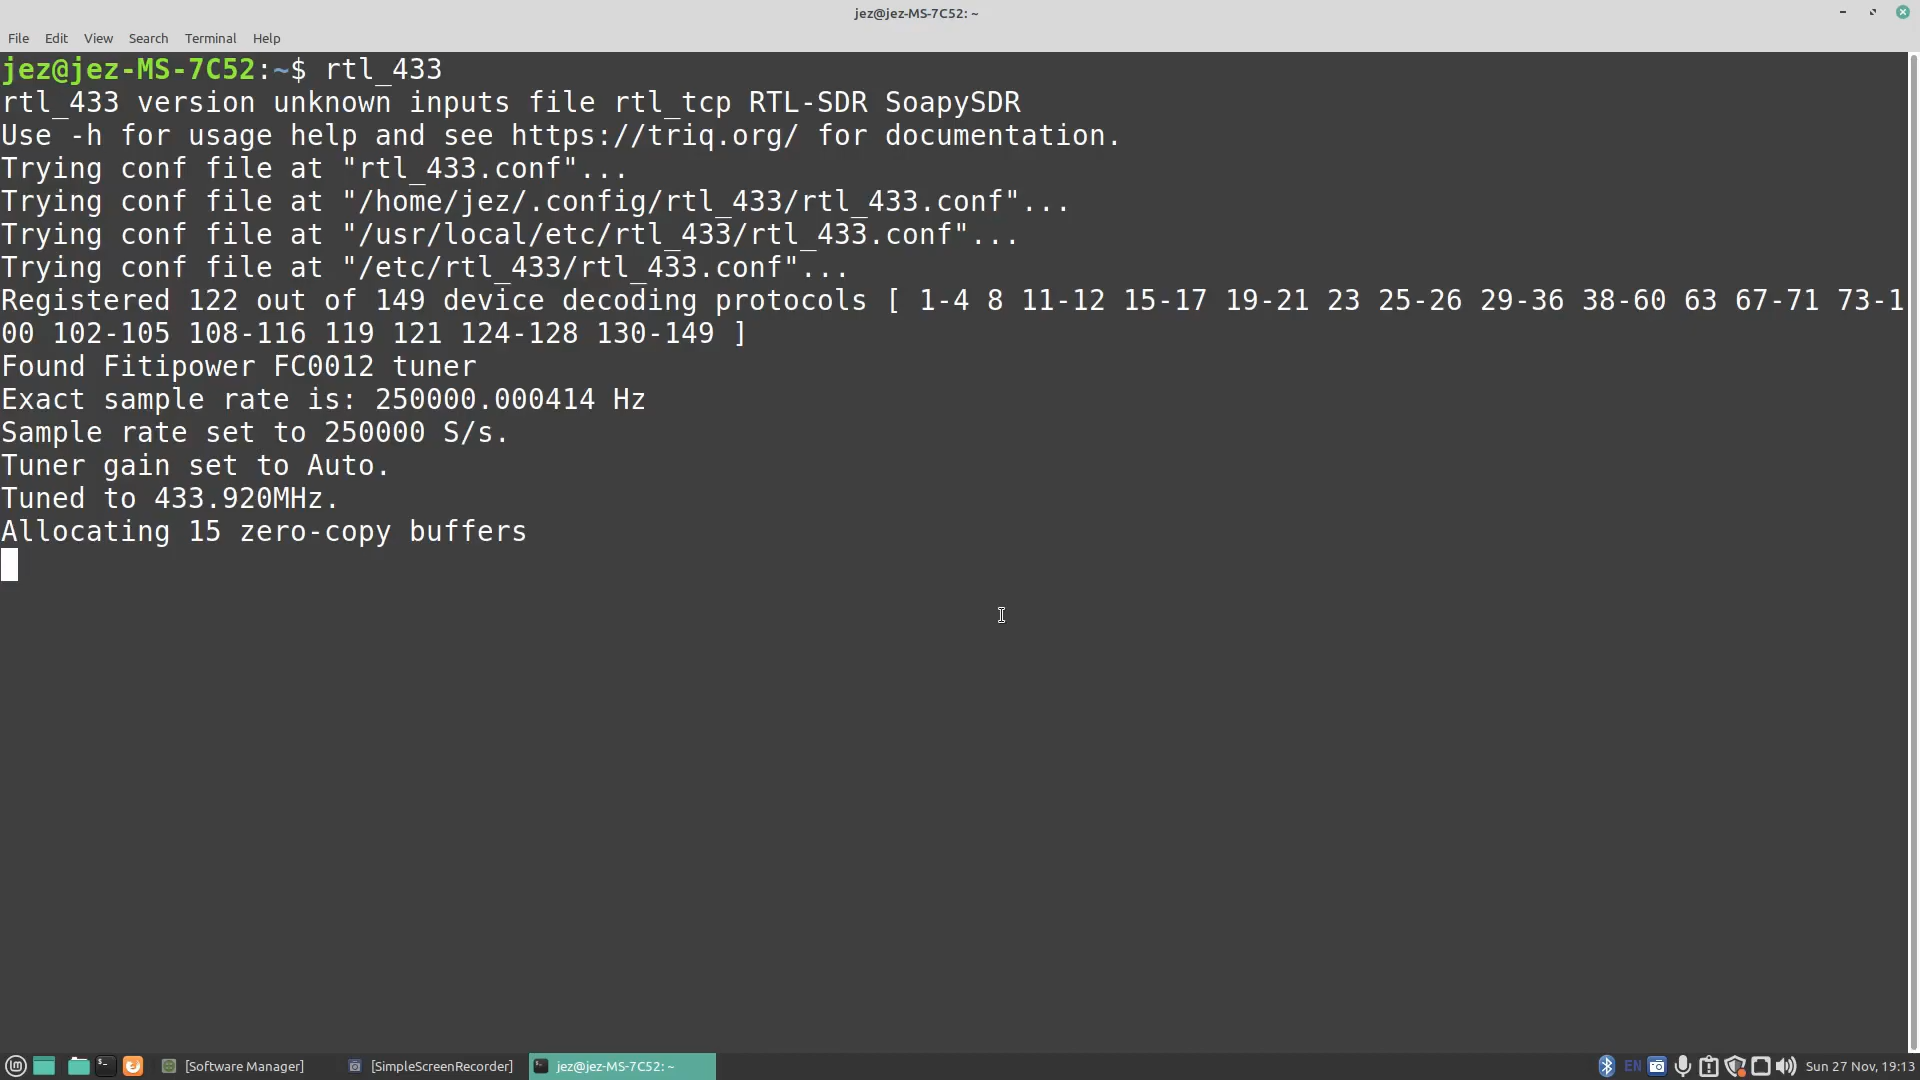 jez@jez-MS-7C52: ~
File Edit View Search Terminal Help
jez@jez-MS-7C52:~$ rtl_433
rtl_433 version unknown inputs file rtl_tcp RTL-SDR SoapySDR
Use -h for usage help and see https://triq.org/ for documentation.
Trying conf file at "rtl_433.conf"...
Trying conf file at "/home/jez/.config/rtl_433/rtl_433.conf"...
Trying conf file at "/usr/local/etc/rtl_433/rtl_433.conf"...
Trying conf file at "/etc/rtl_433/rtl_433.conf"...
Registered 122 out of 149 device decoding protocols [ 1-4 8 11-12 15-17 19-21 23 25-26 29-36 38-60 63 67-71 73-1
00 102-105 108-116 119 121 124-128 130-149 ]
Found Fitipower FC0012 tuner
Exact sample rate is: 250000.000414 Hz
Sample rate set to 250000 S/s.
Tuner gain set to Auto.
Tuned to 433.920MHz.
Allocating 15 zero-copy buffers
[Software Manager] [SimpleScreenRecorder] jez@jez-MS-7C52: ~ EN Sun 27 Nov, 19:13